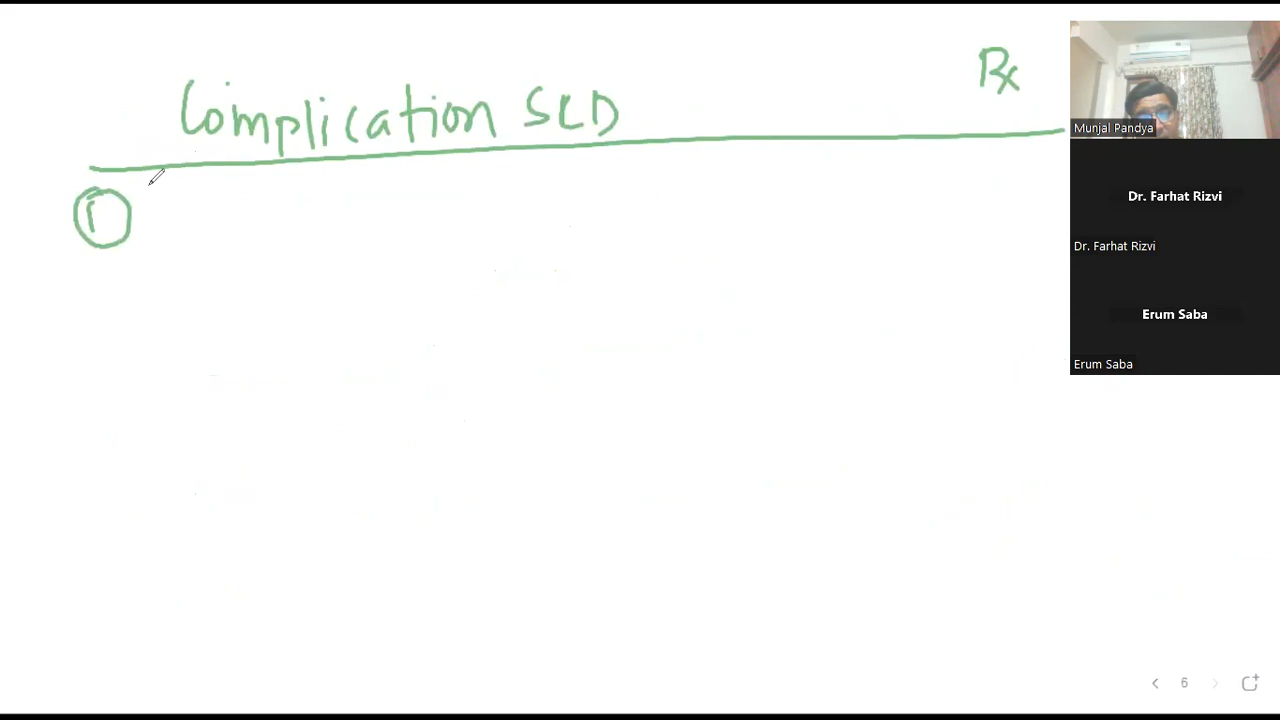 Complication SCD
Rx
1
Munjal Pandya
Dr. Farhat Rizvi
Dr. Farhat Rizvi
Erum Saba
Erum Saba
6